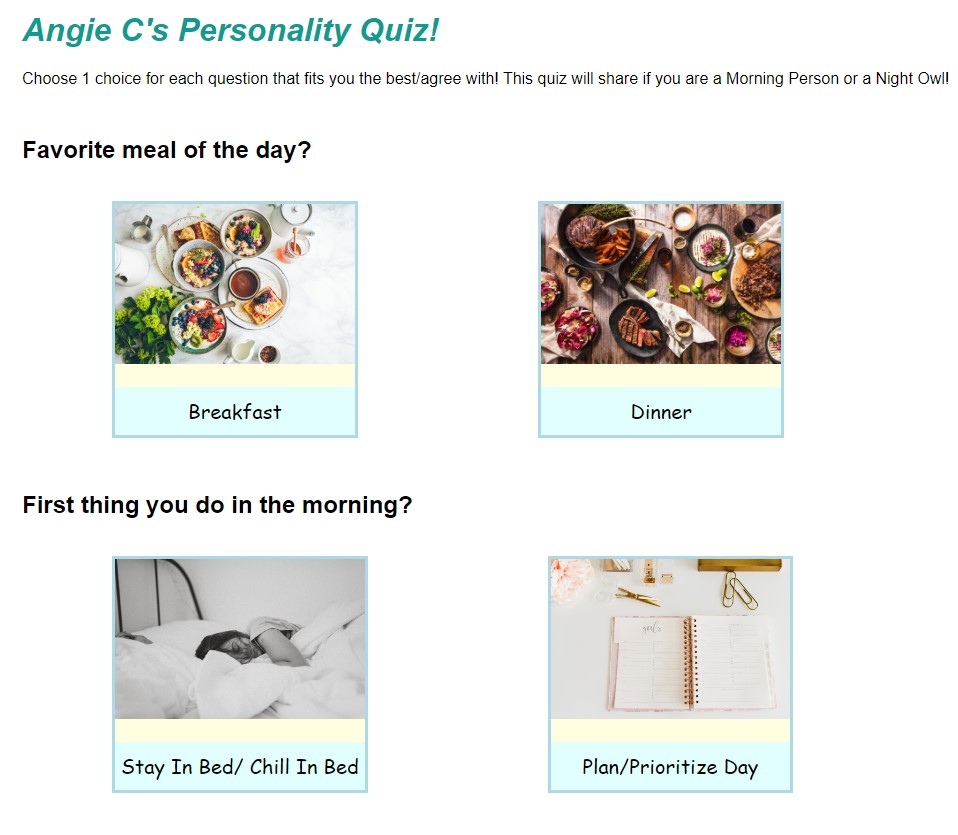 Angie C's Personality Quiz!
Choose 1 choice for each question that fits you the best/agree with! This quiz will share if you are a Morning Person or a Night Owl!
Favorite meal of the day?
Breakfast
Dinner
First thing you do in the morning?
goals
Stay In Bed/ Chill In Bed
Plan/Prioritize Day